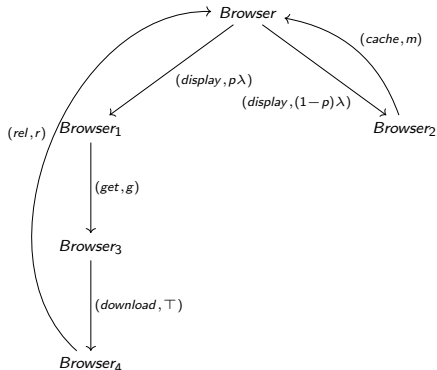 Browser
(cache, m)
(display, pλ)
(display, (1−p)λ)
(rel, r)
Browser₁
Browser₂
(get, g)
Browser₃
(download, ⊤)
Browser₄